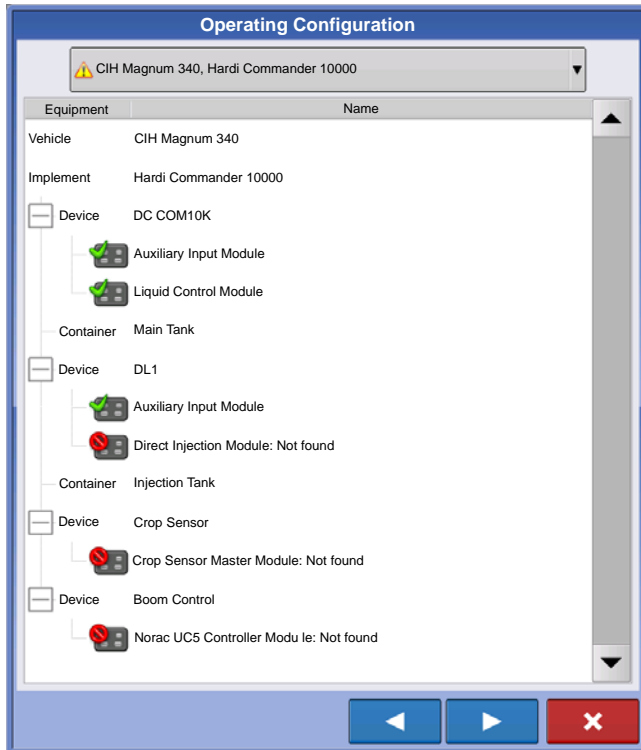 Operating Configuration
CIH Magnum 340, Hardi Commander 10000
Equipment Name
Vehicle CIH Magnum 340
Implement Hardi Commander 10000
Device DC COM10K
Auxiliary Input Module
Liquid Control Module
Container Main Tank
Device DL1
Auxiliary Input Module
Direct Injection Module: Not found
Container Injection Tank
Device Crop Sensor
Crop Sensor Master Module: Not found
Device Boom Control
Norac UC5 Controller Modu le: Not found